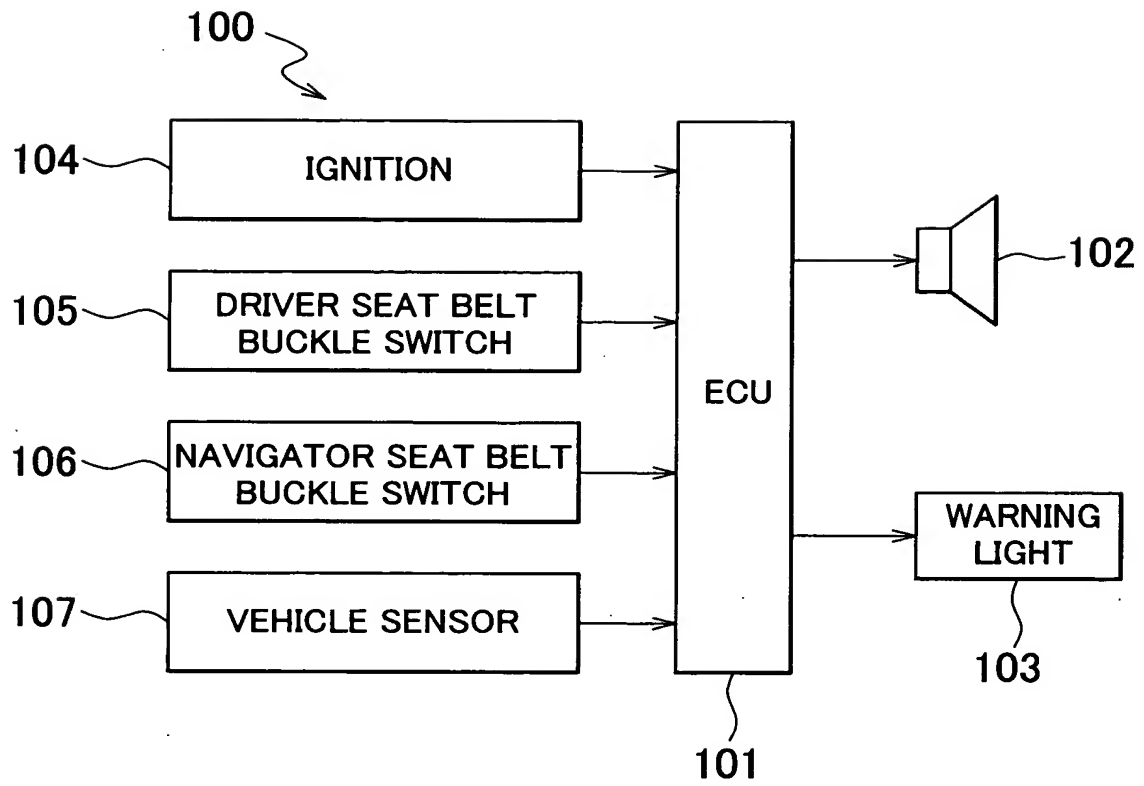 100
104
IGNITION
105
DRIVER SEAT BELT
BUCKLE SWITCH
106
NAVIGATOR SEAT BELT
BUCKLE SWITCH
107
VEHICLE SENSOR
ECU
101
102
WARNING
LIGHT
103